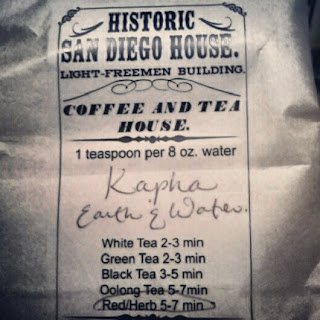 HISTORIC
SAN DIEGO HOUSE.
LIGHT-FREEMEN BUILDING.
COFFEE AND TEA
HOUSE.
1 teaspoon per 8 oz. water
Kapha
Earth & Water.
White Tea 2-3 min
Green Tea 2-3 min
Black Tea 3-5 min
Oolong Tea 5-7min
Red/Herb 5-7 min